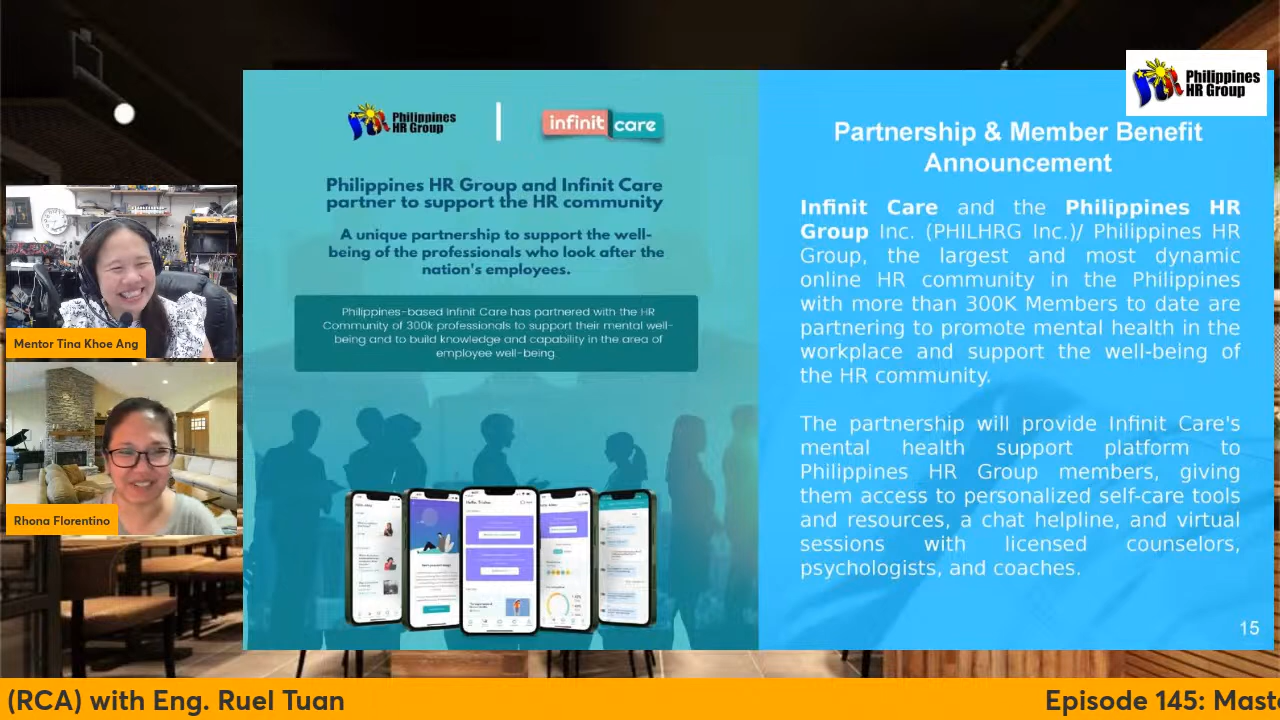 Philippines
HR Group
Philippines
HR Group
infinit care
Philippines HR Group and Infinit Care
partner to support the HR community
A unique partnership to support the well-
being of the professionals who look after the
nation's employees.
Philippines-based Infinit Care has partnered with the HR
Community of 300k professionals to support their mental well-
being and to build knowledge and capability in the area of
employee well-being.
Partnership & Member Benefit
Announcement
Infinit Care and the Philippines HR
Group Inc. (PHILHRG Inc.)/ Philippines HR
Group, the largest and most dynamic
online HR community in the Philippines
with more than 300K Members to date are
partnering to promote mental health in the
workplace and support the well-being of
the HR community.
The partnership will provide Infinit Care's
mental health support platform to
Philippines HR Group members, giving
them access to personalized self-care tools
and resources, a chat helpline, and virtual
sessions with licensed counselors,
psychologists, and coaches.
15
Mentor Tina Khoe Ang
Rhona Florentino
(RCA) with Eng. Ruel Tuan
Episode 145: Maste